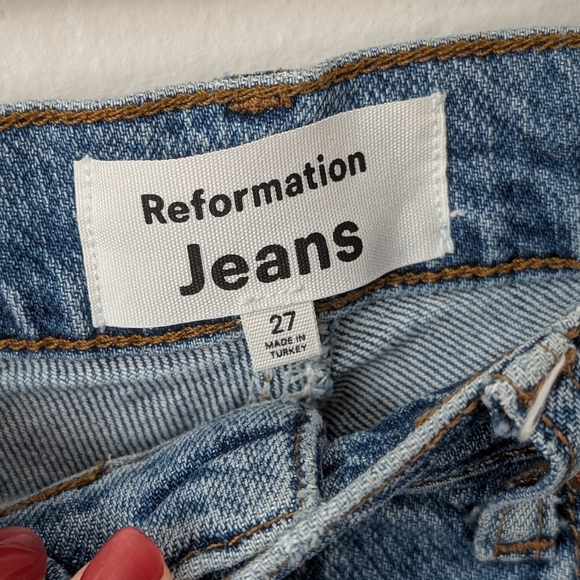 Reformation
Jeans
27
MADE IN
TURKEY